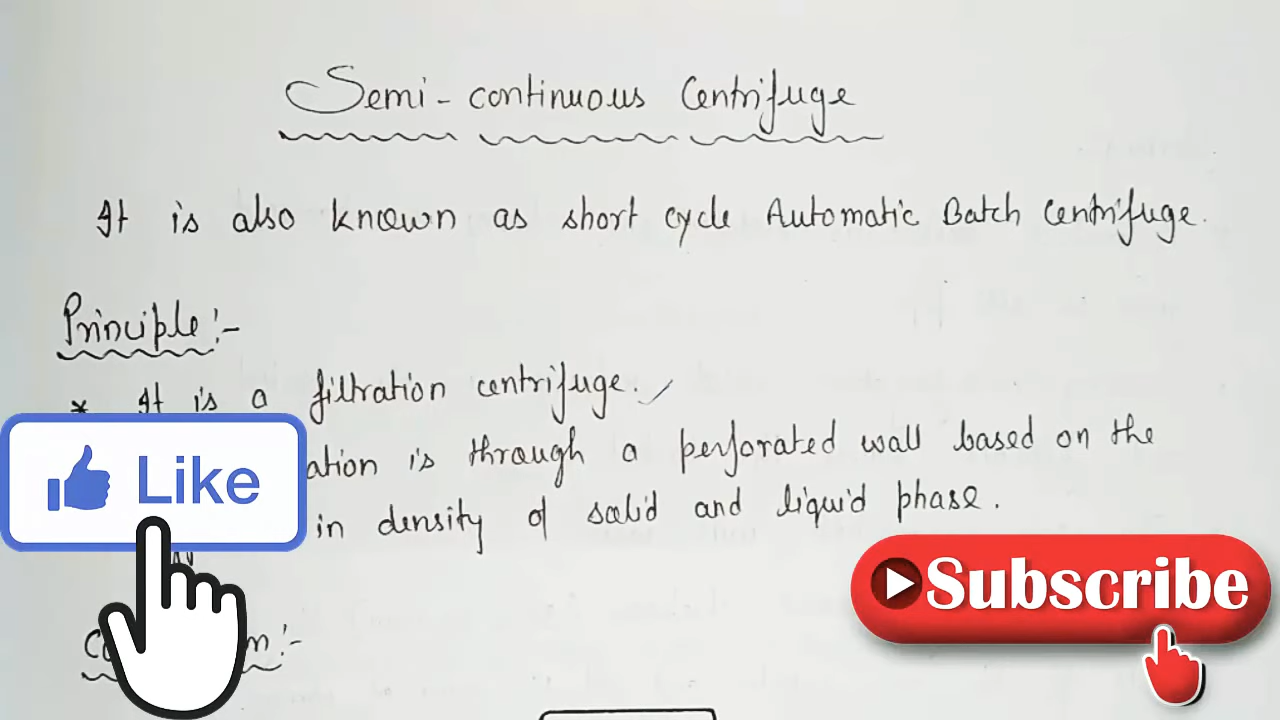 Semi-continuous Centrifuge
It is also known as short cycle Automatic Batch centrifuge.
Principle:-
* It is a filtration centrifuge.
ation is through a perforated wall based on the
in density of solid and liquid phase.
Like
Subscribe